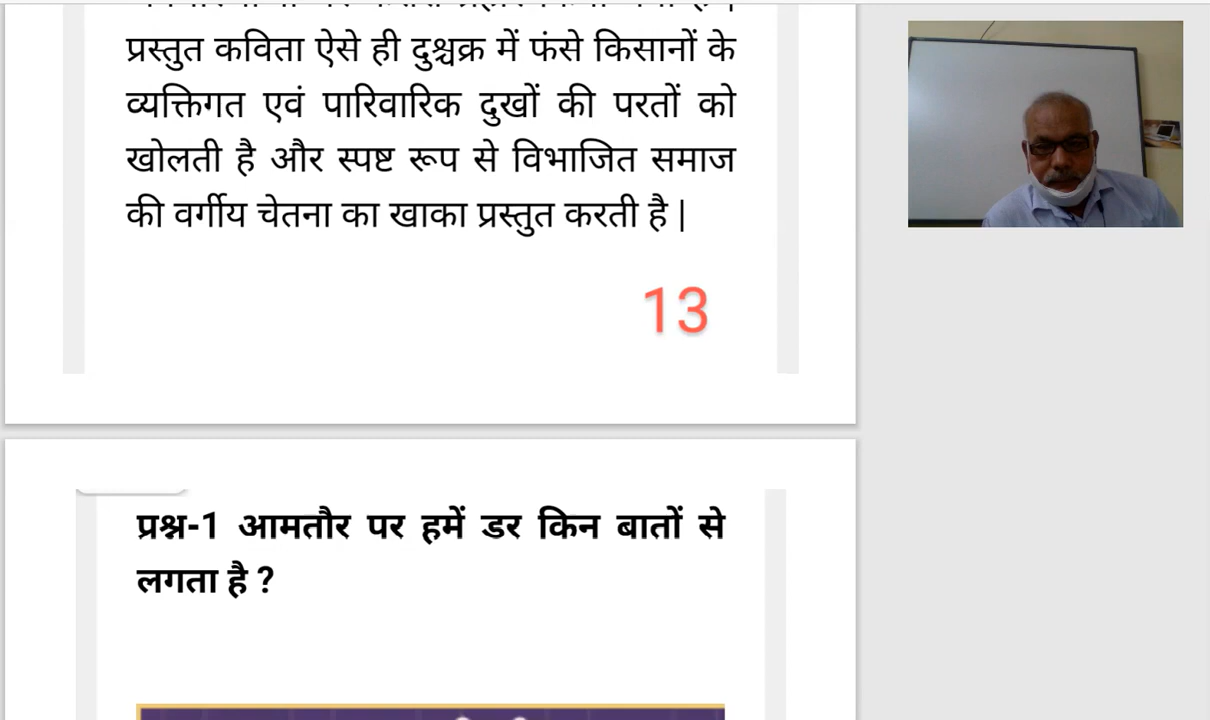 प्रस्तुत कविता ऐसे ही दुश्चक्र में फंसे किसानों के
व्यक्तिगत एवं पारिवारिक दुखों की परतों को
खोलती है और स्पष्ट रूप से विभाजित समाज
की वर्गीय चेतना का खाका प्रस्तुत करती है |
13
प्रश्न-1 आमतौर पर हमें डर किन बातों से
लगता है ?